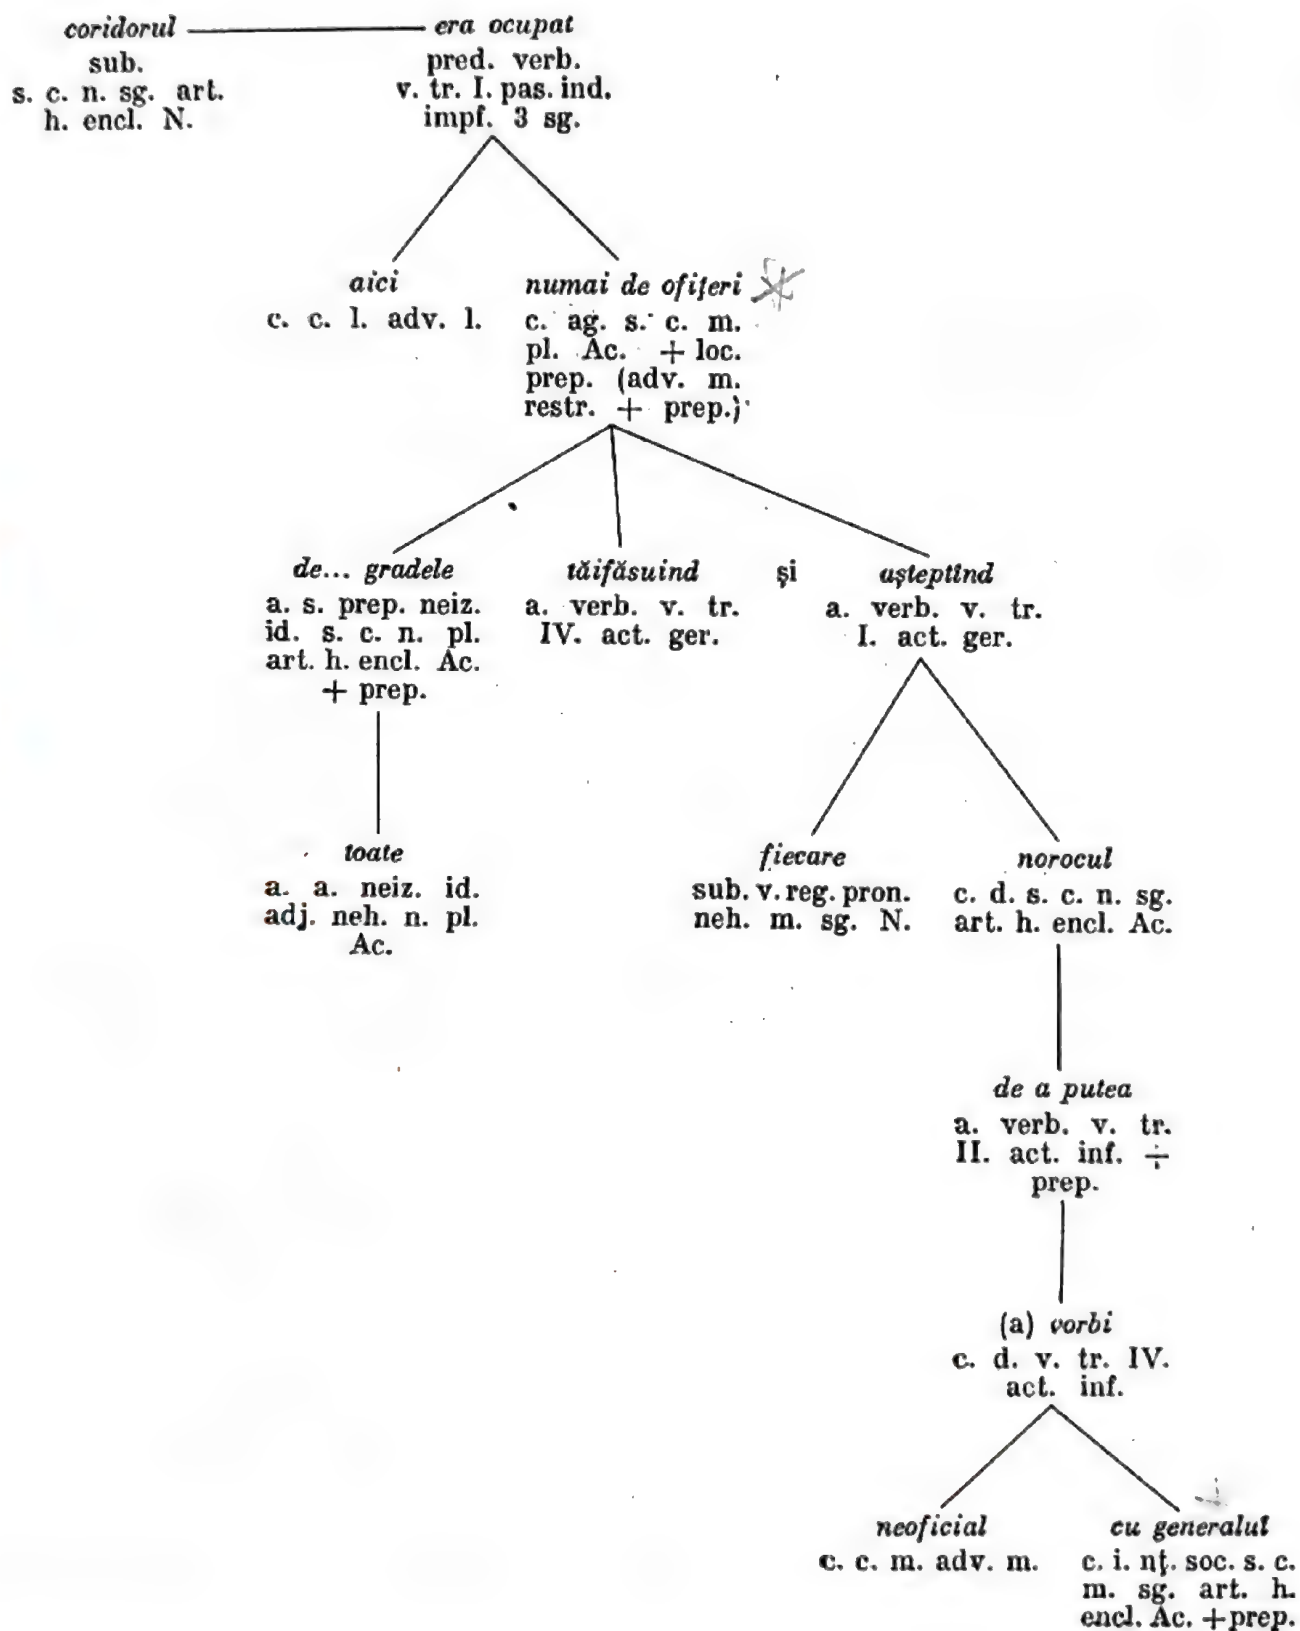 coridorul era ocupat
sub.
s. c. n. sg. art.
h. encl. N.
pred. verb.
v. tr. I. pas. ind.
impf. 3 sg.
aici
c. c. l. adv. l.
numai de ofițeri
c. ag. s. c. m.
pl. Ac. + loc.
prep. (adv. m.
restr. + prep.)
de... gradele
a. s. prep. neiz.
id. s. c. n. pl.
art. h. encl. Ac.
+ prep.
tăifăsuind
a. verb. v. tr.
IV. act. ger.
și
așteptînd
a. verb. v. tr.
I. act. ger.
toate
a. a. neiz. id.
adj. neh. n. pl.
Ac.
fiecare
sub. v. reg. pron.
neh. m. sg. N.
norocul
c. d. s. c. n. sg.
art. h. encl. Ac.
de a putea
a. verb. v. tr.
II. act. inf. +
prep.
(a) vorbi
c. d. v. tr. IV.
act. inf.
neoficial
c. c. m. adv. m.
cu generalul
c. i. nț. soc. s. c.
m. sg. art. h.
encl. Ac. +prep.